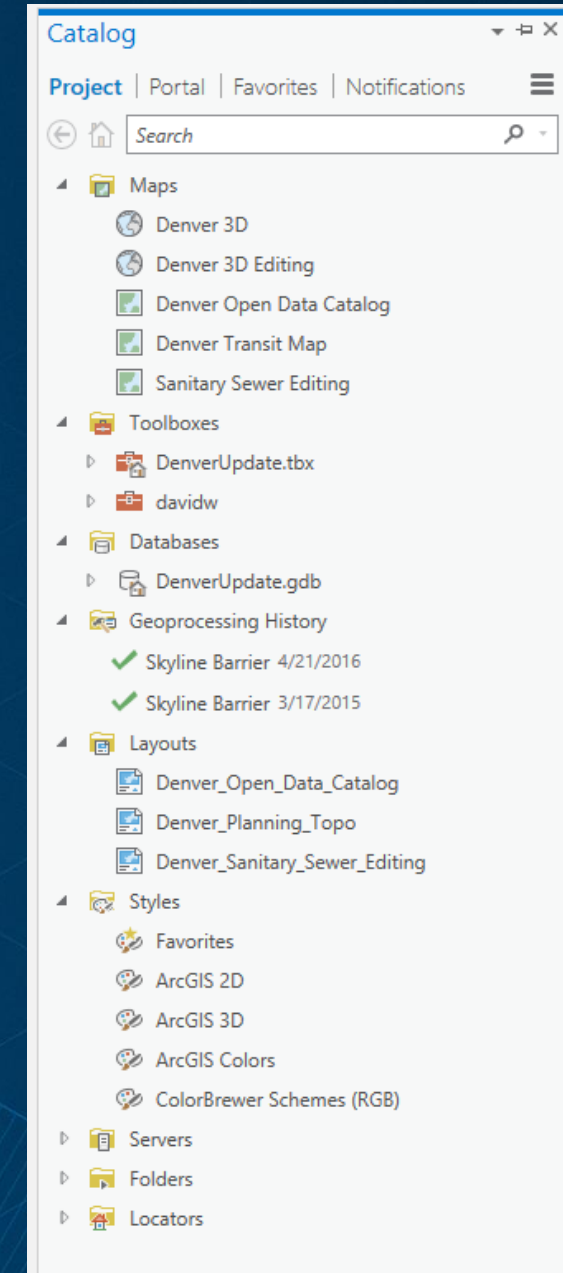 Catalog
Project | Portal | Favorites | Notifications
Search
Maps
Denver 3D
Denver 3D Editing
Denver Open Data Catalog
Denver Transit Map
Sanitary Sewer Editing
Toolboxes
DenverUpdate.tbx
davidw
Databases
DenverUpdate.gdb
Geoprocessing History
Skyline Barrier 4/21/2016
Skyline Barrier 3/17/2015
Layouts
Denver_Open_Data_Catalog
Denver_Planning_Topo
Denver_Sanitary_Sewer_Editing
Styles
Favorites
ArcGIS 2D
ArcGIS 3D
ArcGIS Colors
ColorBrewer Schemes (RGB)
Servers
Folders
Locators